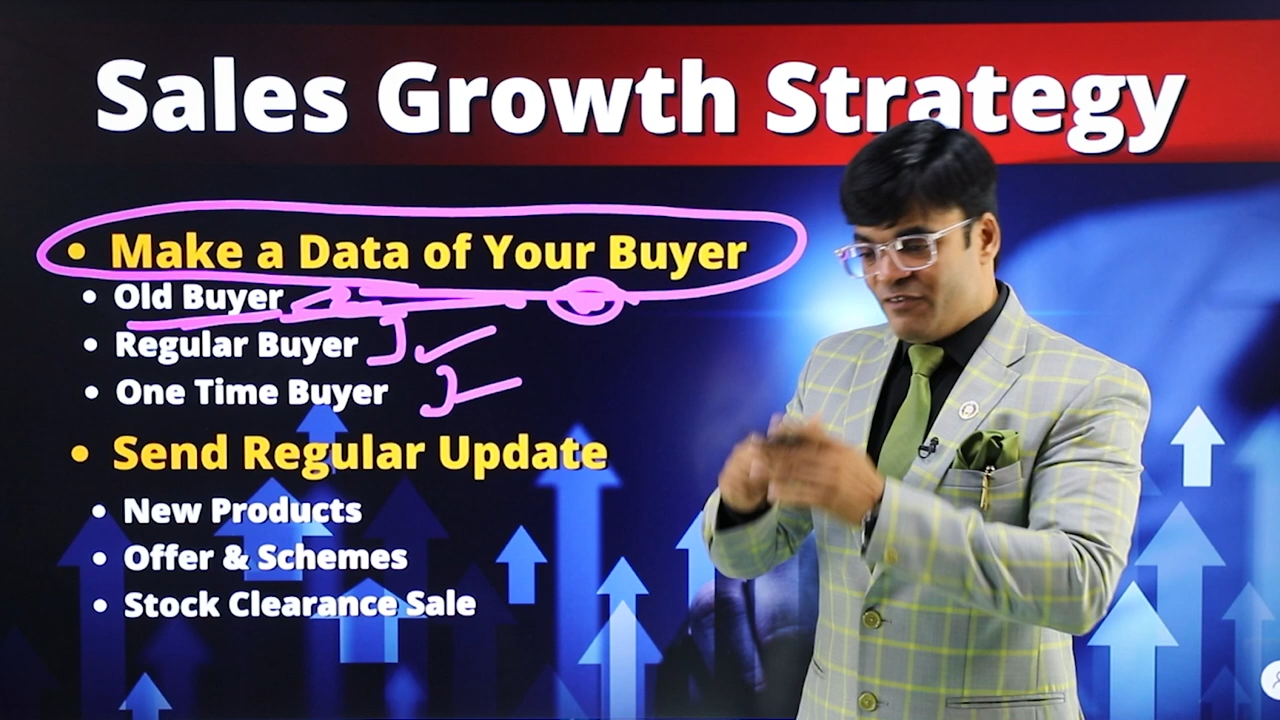 Sales Growth Strategy
• Make a Data of Your Buyer
• Old Buyer
• Regular Buyer
• One Time Buyer
• Send Regular Update
• New Products
• Offer & Schemes
• Stock Clearance Sale